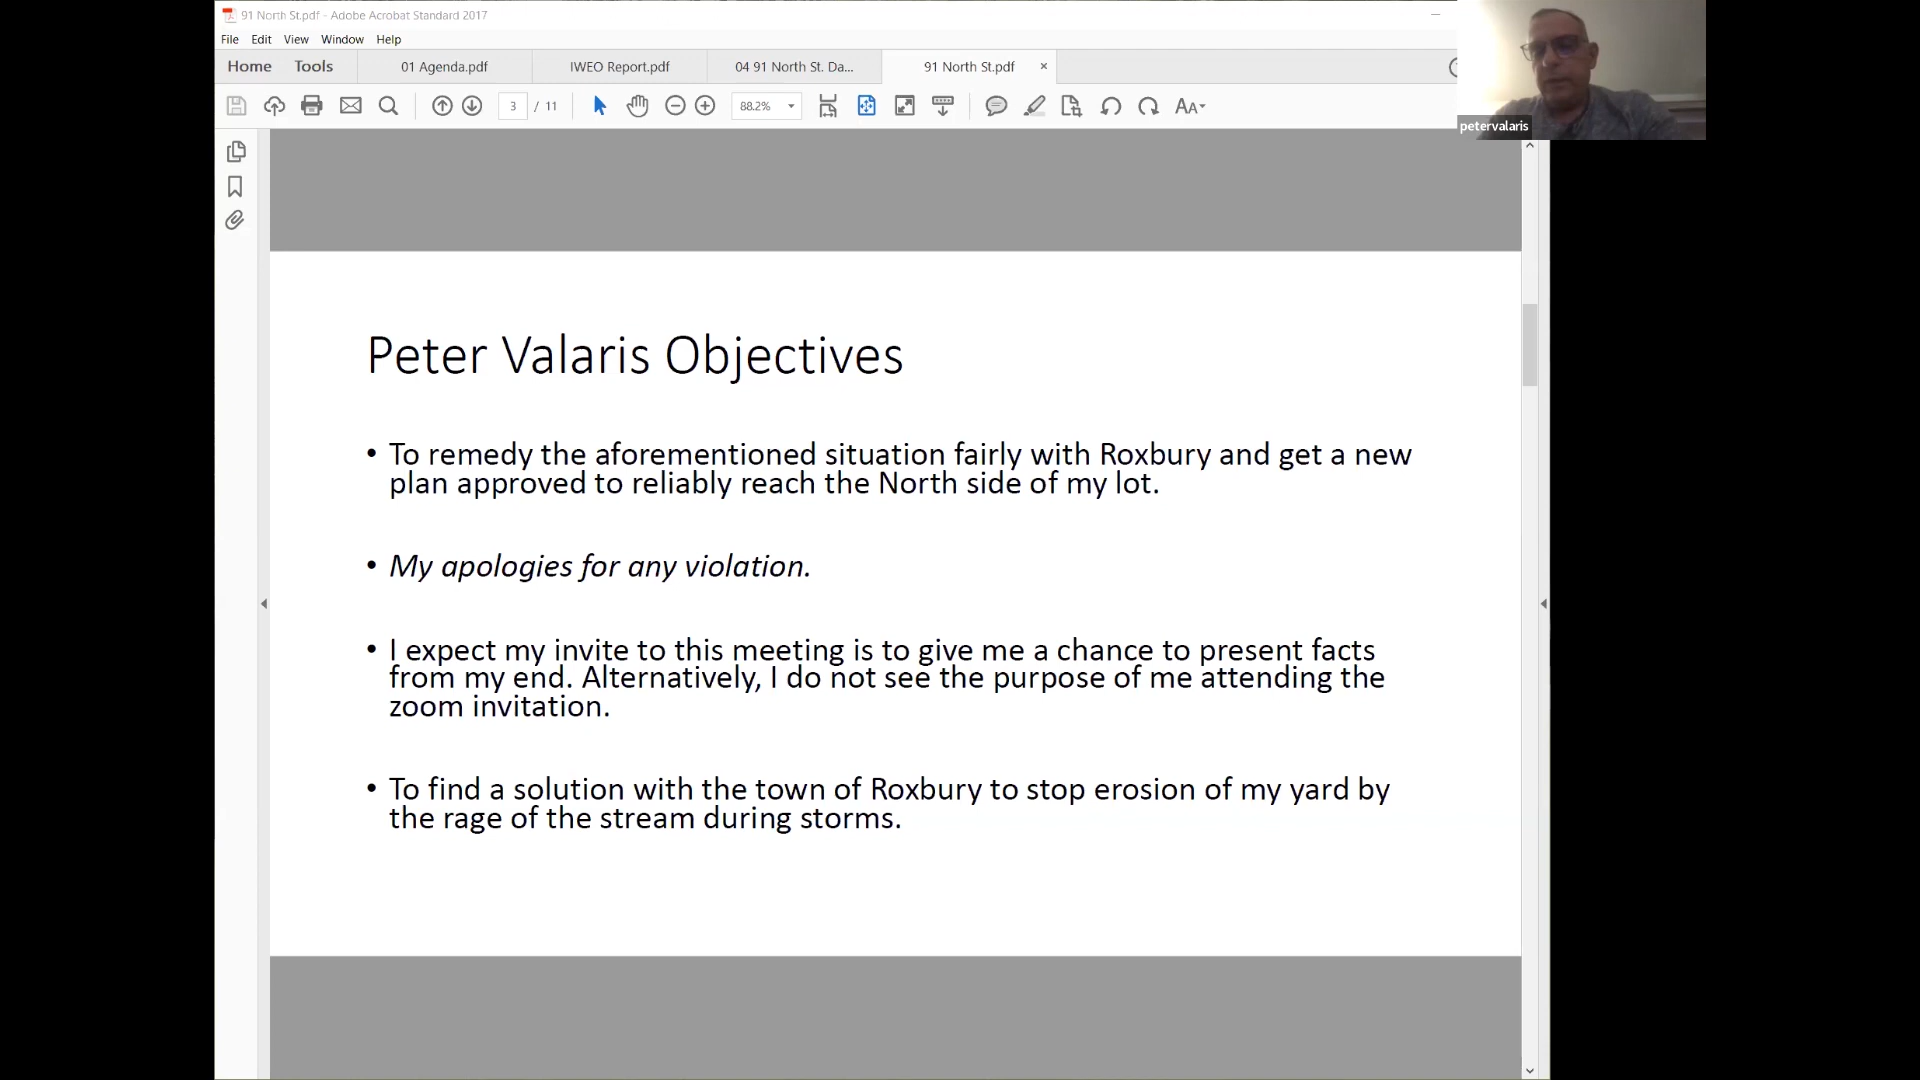 91 North St.pdf - Adobe Acrobat Standard 2017
File Edit View Window Help
Home Tools 01 Agenda.pdf IWEO Report.pdf 04 91 North St. Da... 91 North St.pdf ×
3 / 11 88.2% AA
petervalaris
Peter Valaris Objectives
• To remedy the aforementioned situation fairly with Roxbury and get a new
plan approved to reliably reach the North side of my lot.
• My apologies for any violation.
• I expect my invite to this meeting is to give me a chance to present facts
from my end. Alternatively, I do not see the purpose of me attending the
zoom invitation.
• To find a solution with the town of Roxbury to stop erosion of my yard by
the rage of the stream during storms.